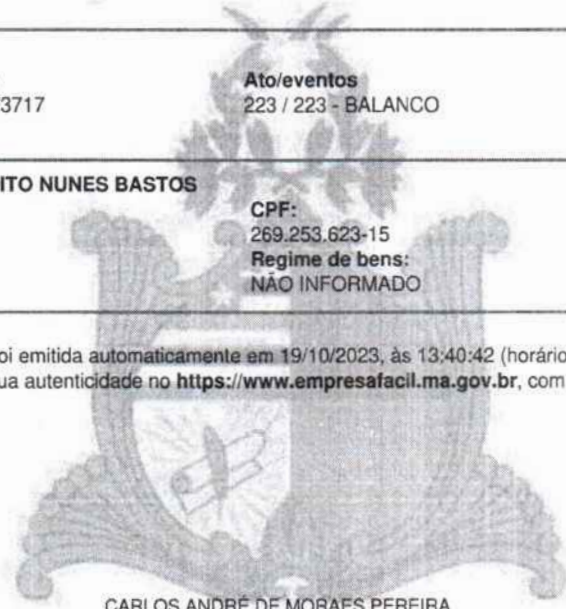 3717
Ato/eventos
223 / 223 - BALANCO
ITO NUNES BASTOS
CPF:
269.253.623-15
Regime de bens:
NÃO INFORMADO
oi emitida automaticamente em 19/10/2023, às 13:40:42 (horário
ua autenticidade no https://www.empresafacil.ma.gov.br, com
CARLOS ANDRÉ DE MORAES PEREIRA